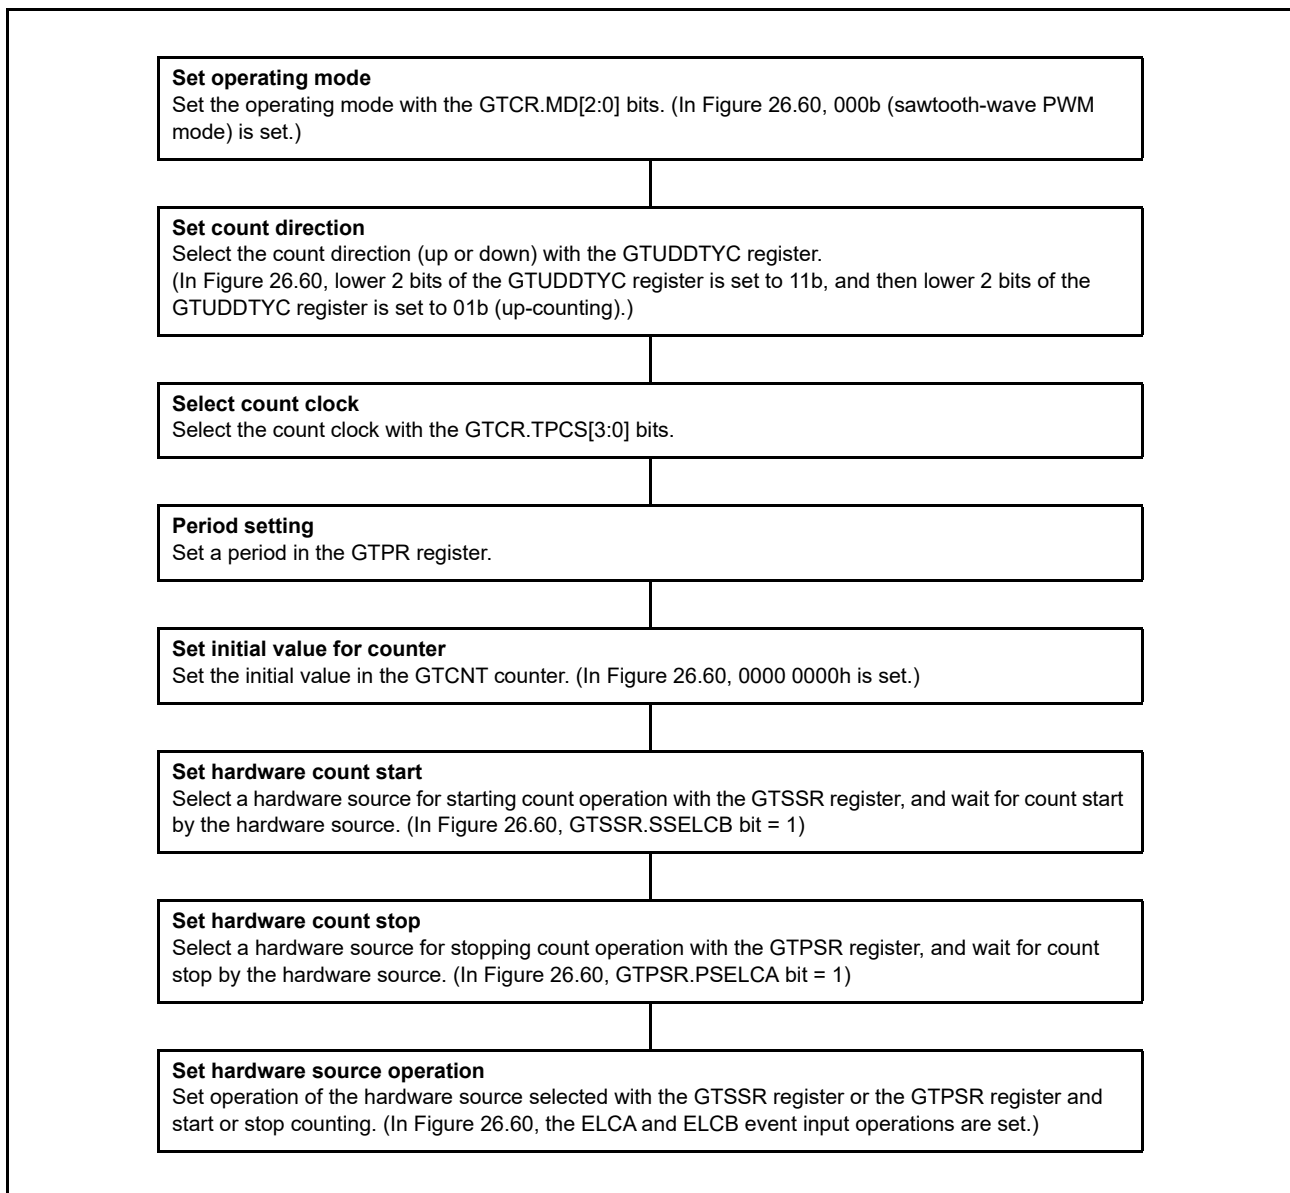 Set operating mode
Set the operating mode with the GTCR.MD[2:0] bits. (In Figure 26.60, 000b (sawtooth-wave PWM
mode) is set.)
Set count direction
Select the count direction (up or down) with the GTUDDTYC register.
(In Figure 26.60, lower 2 bits of the GTUDDTYC register is set to 11b, and then lower 2 bits of the
GTUDDTYC register is set to 01b (up-counting).)
Select count clock
Select the count clock with the GTCR.TPCS[3:0] bits.
Period setting
Set a period in the GTPR register.
Set initial value for counter
Set the initial value in the GTCNT counter. (In Figure 26.60, 0000 0000h is set.)
Set hardware count start
Select a hardware source for starting count operation with the GTSSR register, and wait for count start
by the hardware source. (In Figure 26.60, GTSSR.SSELCB bit = 1)
Set hardware count stop
Select a hardware source for stopping count operation with the GTPSR register, and wait for count
stop by the hardware source. (In Figure 26.60, GTPSR.PSELCA bit = 1)
Set hardware source operation
Set operation of the hardware source selected with the GTSSR register or the GTPSR register and
start or stop counting. (In Figure 26.60, the ELCA and ELCB event input operations are set.)